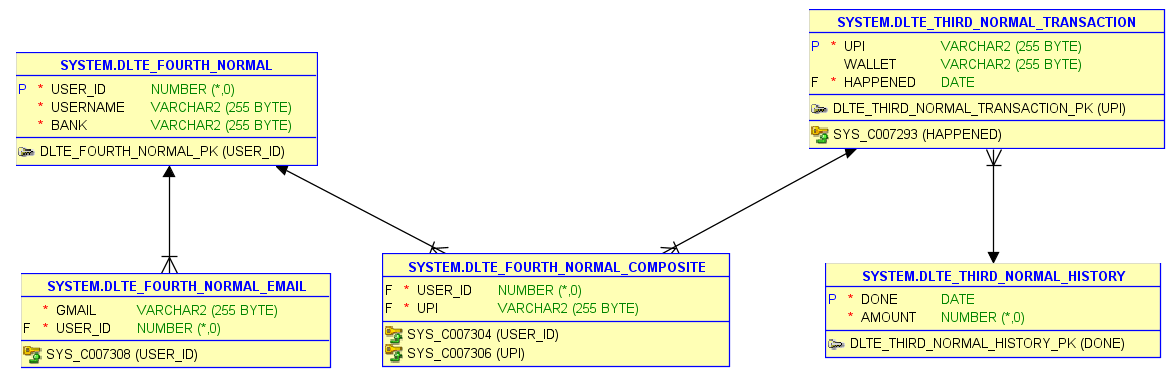 SYSTEM.DLTE_FOURTH_NORMAL
P * USER_ID NUMBER (*,0)
* USERNAME VARCHAR2 (255 BYTE)
* BANK VARCHAR2 (255 BYTE)
DLTE_FOURTH_NORMAL_PK (USER_ID)
SYSTEM.DLTE_THIRD_NORMAL_TRANSACTION
P * UPI VARCHAR2 (255 BYTE)
WALLET VARCHAR2 (255 BYTE)
F * HAPPENED DATE
DLTE_THIRD_NORMAL_TRANSACTION_PK (UPI)
SYS_C007293 (HAPPENED)
SYSTEM.DLTE_FOURTH_NORMAL_EMAIL
* GMAIL VARCHAR2 (255 BYTE)
F * USER_ID NUMBER (*,0)
SYS_C007308 (USER_ID)
SYSTEM.DLTE_FOURTH_NORMAL_COMPOSITE
F * USER_ID NUMBER (*,0)
F * UPI VARCHAR2 (255 BYTE)
SYS_C007304 (USER_ID)
SYS_C007306 (UPI)
SYSTEM.DLTE_THIRD_NORMAL_HISTORY
P * DONE DATE
* AMOUNT NUMBER (*,0)
DLTE_THIRD_NORMAL_HISTORY_PK (DONE)